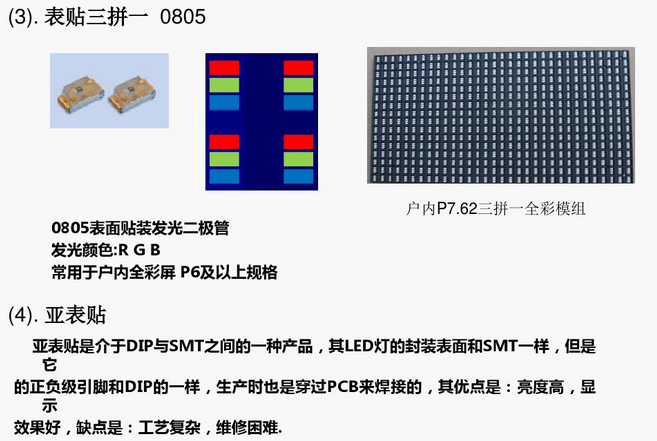 (3). 表贴三拼一 0805
户内P7.62三拼一全彩模组
0805表面贴装发光二极管
发光颜色:R G B
常用于户内全彩屏 P6及以上规格
(4). 亚表贴
亚表贴是介于DIP与SMT之间的一种产品，其LED灯的封装表面和SMT一样，但是
它
的正负级引脚和DIP的一样，生产时也是穿过PCB来焊接的，其优点是：亮度高，显
示
效果好，缺点是：工艺复杂，维修困难.